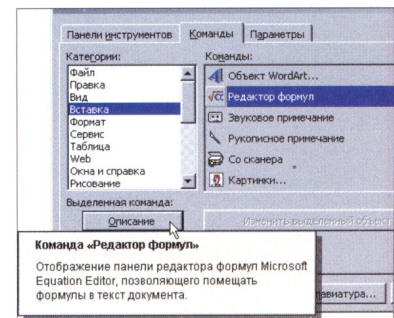 Панели инструментов Команды Параметры
Категории: Команды:
Файл
Правка
Вид
Вставка
Формат
Сервис
Таблица
Web
Окна и справка
Рисование
Объект WordArt...
√α Редактор формул
Звуковое примечание
Рукописное примечание
Со сканера
Картинки...
Выделенная команда:
Описание Изменить выделенный объект
Команда «Редактор формул»
Отображение панели редактора формул Microsoft
Equation Editor, позволяющего помещать
формулы в текст документа.
авиатура...